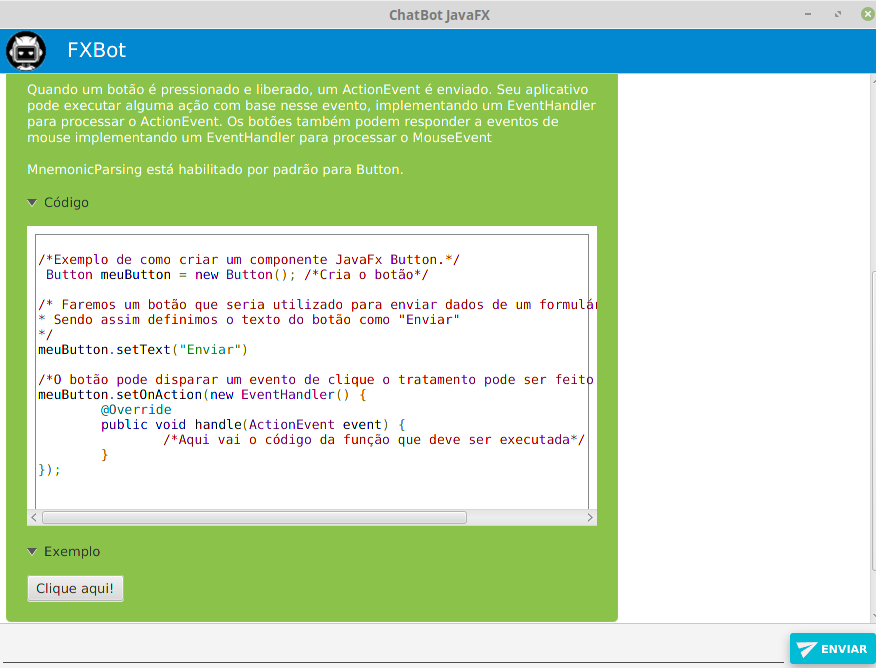 ChatBot JavaFX
FXBot
Quando um botão é pressionado e liberado, um ActionEvent é enviado. Seu aplicativo
pode executar alguma ação com base nesse evento, implementando um EventHandler
para processar o ActionEvent. Os botões também podem responder a eventos de
mouse implementando um EventHandler para processar o MouseEvent
MnemonicParsing está habilitado por padrão para Button.
Código
/*Exemplo de como criar um componente JavaFx Button.*/
Button meuButton = new Button(); /*Cria o botão*/
/* Faremos um botão que seria utilizado para enviar dados de um
* Sendo assim definimos o texto do botão como "Enviar"
*/
meuButton.setText("Enviar")
/*O botão pode disparar um evento de clique o tratamento pode ser feito
meuButton.setOnAction(new EventHandler() {
@Override
public void handle(ActionEvent event) {
/*Aqui vai o código da função que deve ser executada*/
}
});
Exemplo
Clique aqui!
ENVIAR